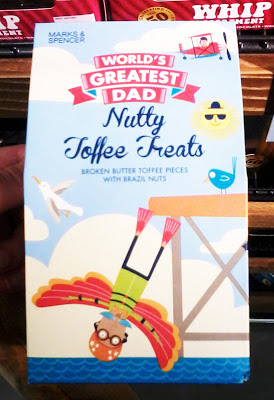 WHIP
MARKS &
SPENCER
WORLD'S
GREATEST
DAD
Nutty
Toffee Treats
BROKEN BUTTER TOFFEE PIECES
WITH BRAZIL NUTS